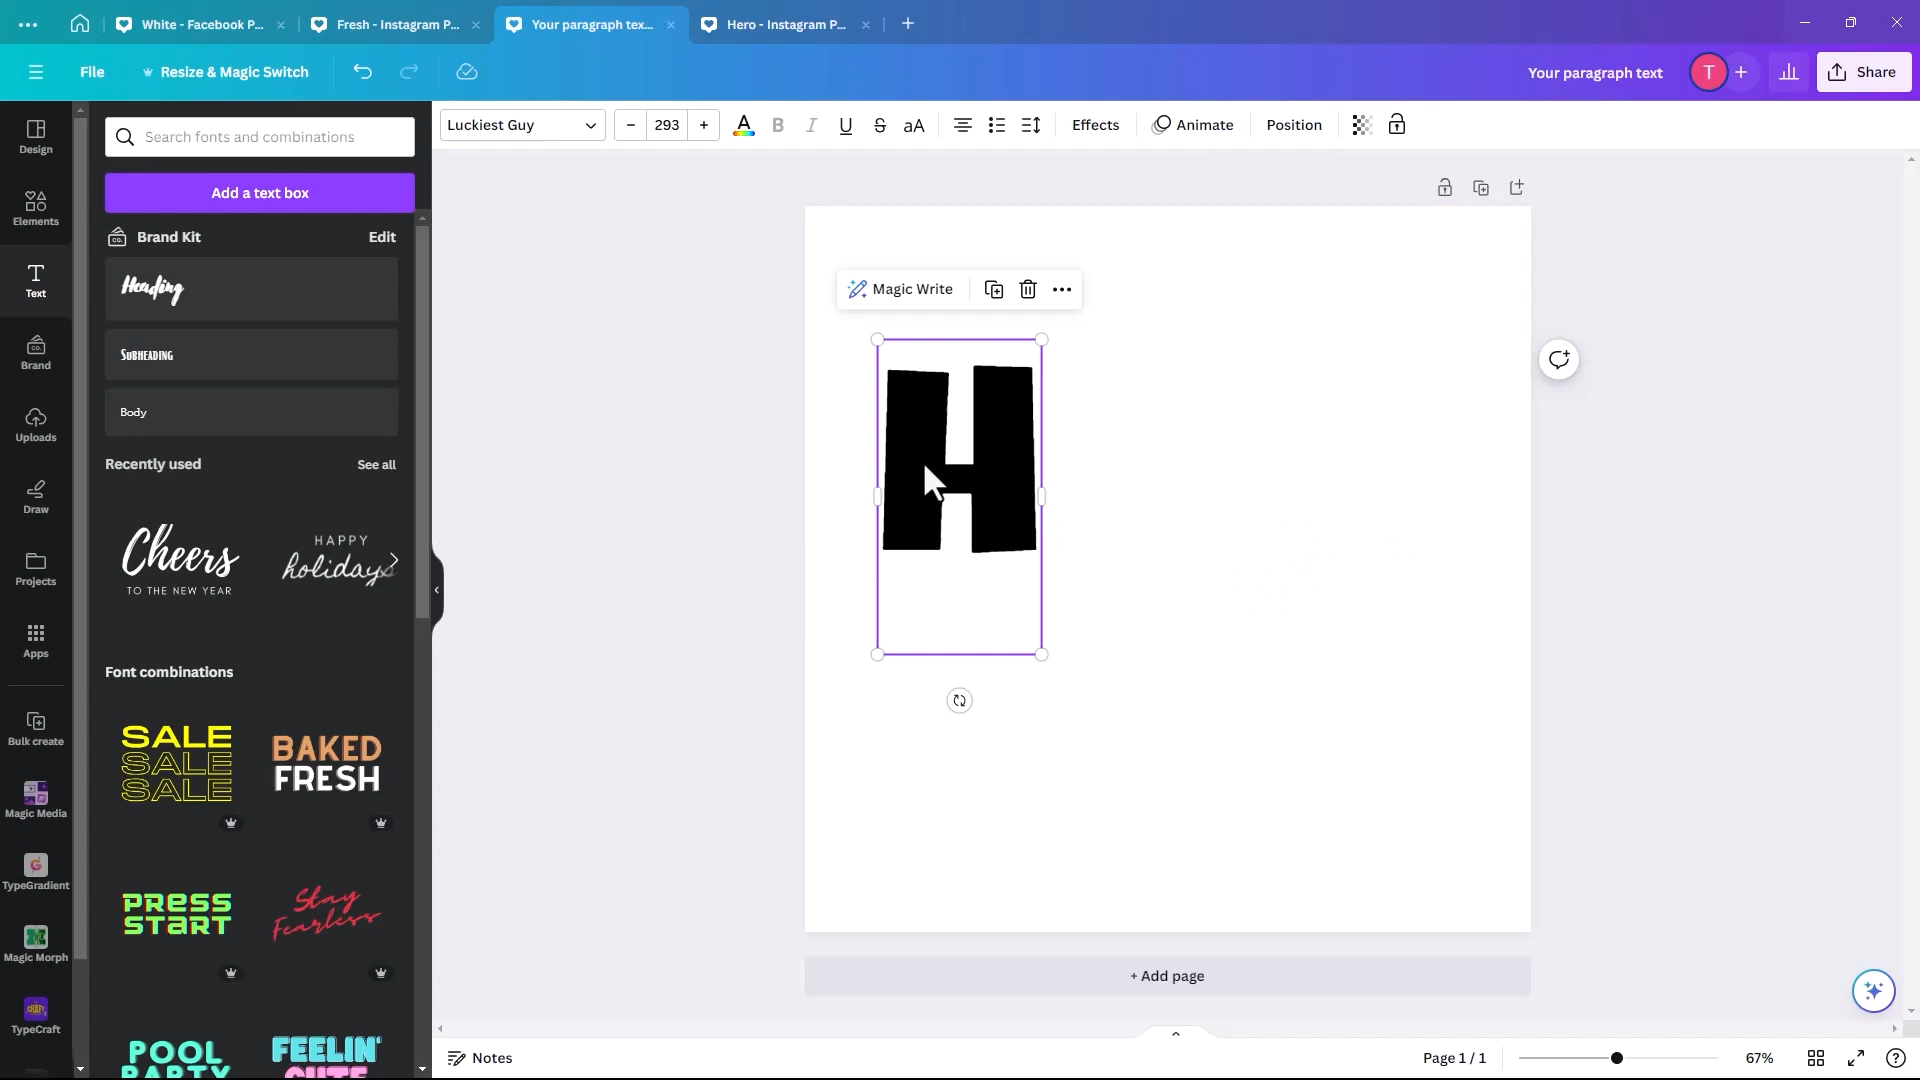 White - Facebook P...
Fresh - Instagram P...
Your paragraph tex...
Hero - Instagram P...
File
Resize & Magic Switch
Your paragraph text
T
Share
Luckiest Guy
293
A
B
I
U
S
aA
Effects
Animate
Position
Design
Elements
Text
Brand
Uploads
Draw
Projects
Apps
Bulk create
Magic Media
TypeGradient
Magic Morph
TypeCraft
Search fonts and combinations
Add a text box
Brand Kit
Edit
Heading
Subheading
Body
Recently used
See all
Cheers
TO THE NEW YEAR
HAPPY
holidays
Font combinations
SALE
SALE
SALE
BAKED
FRESH
PRESS
START
Stay
Fearless
POOL
PARTY
FEELIN'
CUTE
Magic Write
H
+ Add page
Notes
Page 1 / 1
67%